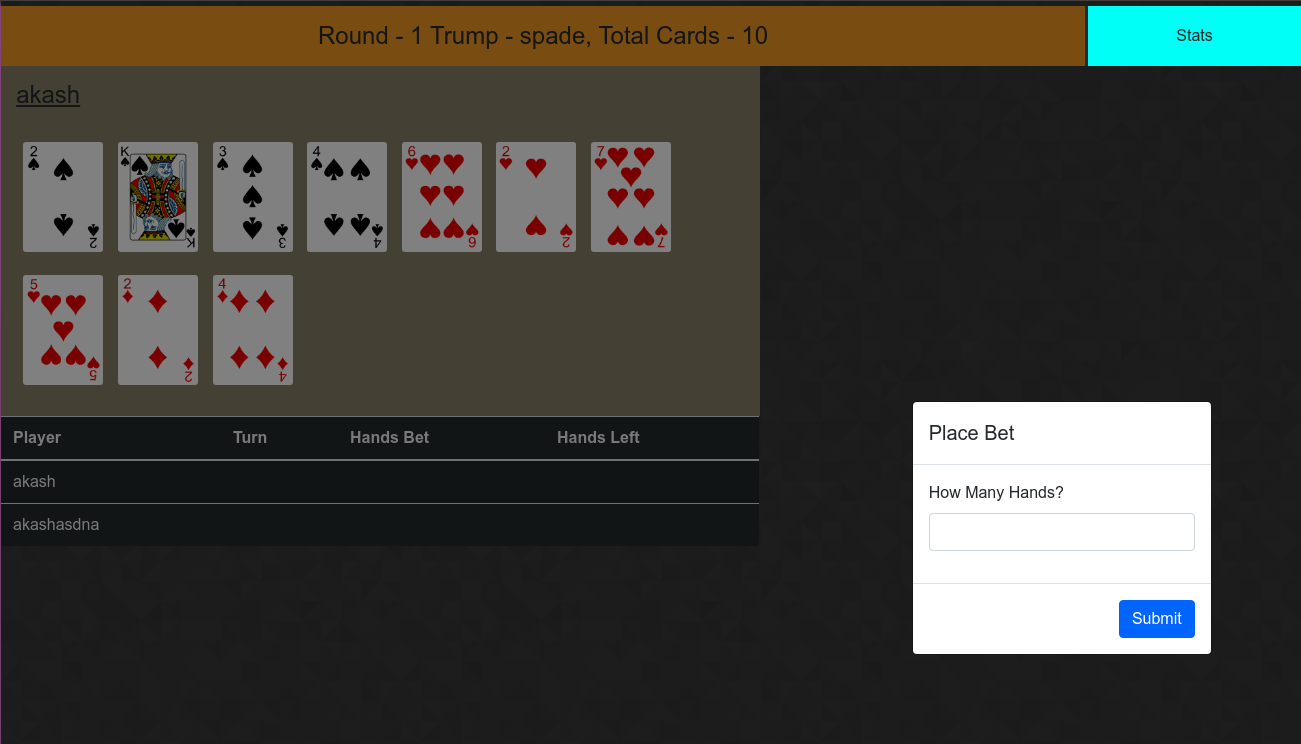 Round - 1 Trump - spade, Total Cards - 10
Stats
akash
2 K 3 4 6 2 7
2 K 3 4 6 2 7
5 2 4
5 2 4
Player Turn Hands Bet Hands Left
akash
akashasdna
Place Bet
How Many Hands?
Submit